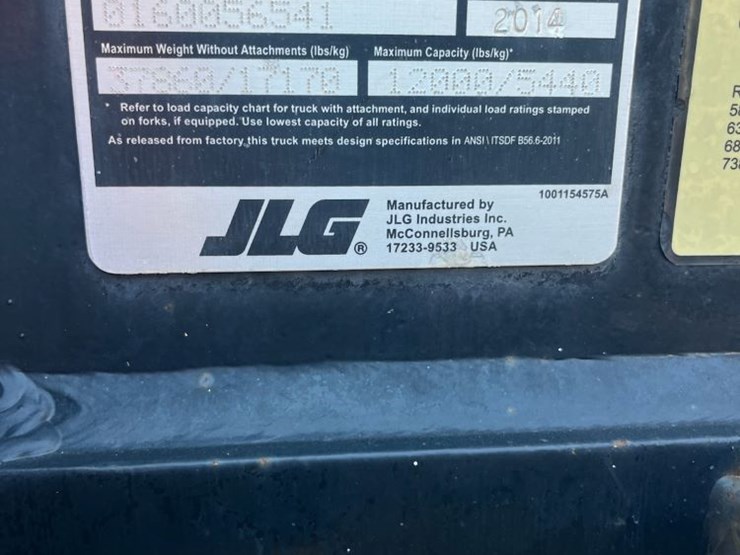 0160056541 2014
Maximum Weight Without Attachments (lbs/kg) Maximum Capacity (lbs/kg)*
37860/17170 12000/5440
* Refer to load capacity chart for truck with attachment, and individual load ratings stamped
on forks, if equipped. Use lowest capacity of all ratings.
As released from factory this truck meets design specifications in ANSI\ITSDF B56.6-2011
1001154575A
JLG®
Manufactured by
JLG Industries Inc.
McConnellsburg, PA
17233-9533 USA